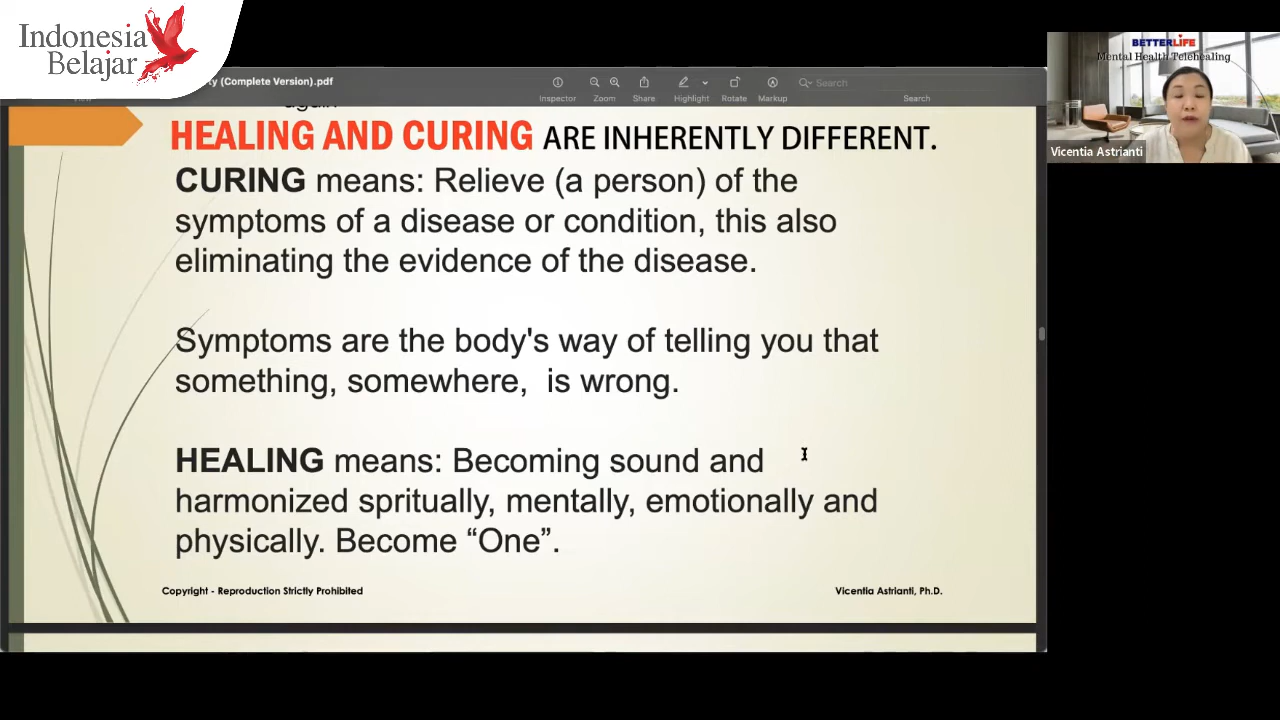 Indonesia
Belajar
ty (Complete Version).pdf
Inspector
Zoom
Share
Highlight
Rotate
Markup
Search
Search
again
HEALING AND CURING ARE INHERENTLY DIFFERENT.
CURING means: Relieve (a person) of the
symptoms of a disease or condition, this also
eliminating the evidence of the disease.
Symptoms are the body's way of telling you that
something, somewhere,  is wrong.
HEALING means: Becoming sound and
harmonized spritually, mentally, emotionally and
physically. Become “One”.
Copyright - Reproduction Strictly Prohibited
Vicentia Astrianti, Ph.D.
BETTERLIFE
Mental Health Telehealing
Vicentia Astrianti